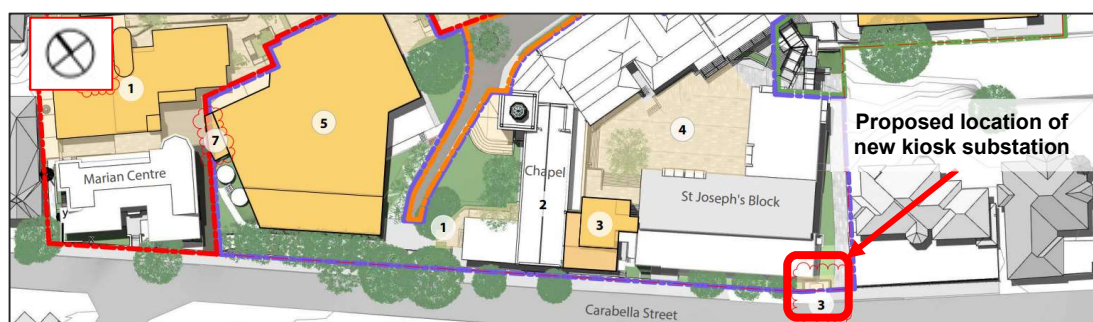 1
5
7
Marian Centre
y
Chapel
2
1
3
4
St Joseph's Block
Proposed location of
new kiosk substation
3
Carabella Street